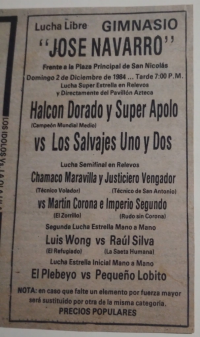 Lucha Libre GIMNASIO
"JOSE NAVARRO"
Frente a la Plaza Principal de San Nicolás
Domingo 2 de Diciembre de 1984 ... Tarde 7:00 P.M.
Lucha Super Estrella en Relevos
y Directamente del Pavillón Azteca
Halcon Dorado y Super Apolo
(Campeón Mundial Medio)
vs Los Salvajes Uno y Dos
Lucha Semifinal en Relevos
Chamaco Maravilla y Justiciero Vengador
(Técnico Volador) (Técnico de San Antonio)
vs Martín Corona e Imperio Segundo
(El Zorrillo) (Rudo sin Corona)
Segunda Lucha Estrella Mano a Mano
Luis Wong vs Raúl Silva
(El Refugiado) (La Saeta Humana)
Lucha Estrella Inicial Mano a Mano
El Plebeyo vs Pequeño Lobito
NOTA: en caso que falte un elemento por fuerza mayor
será sustituido por otro de la misma categoría.
PRECIOS POPULARES